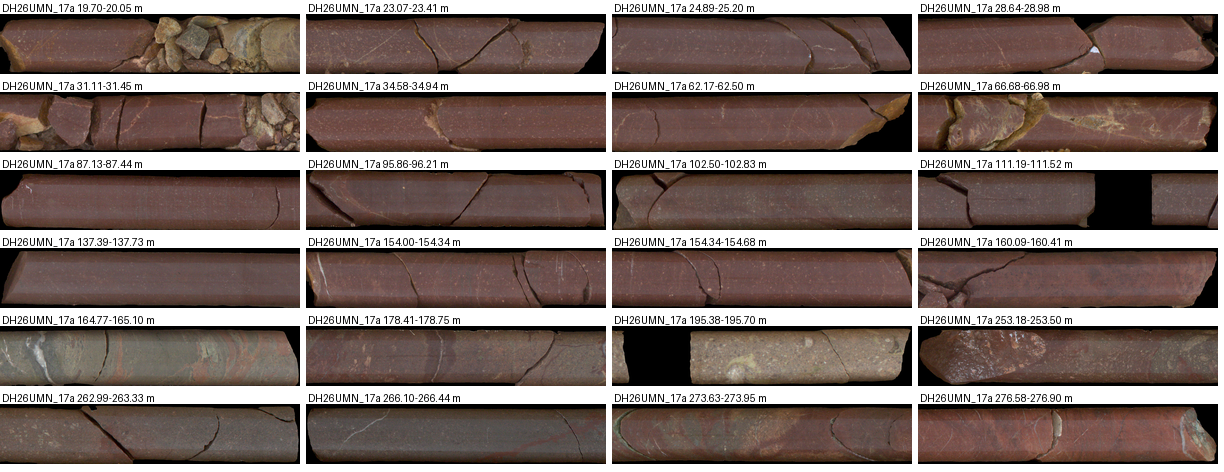 DH26UMN_17a 19.70-20.05 m
DH26UMN_17a 23.07-23.41 m
DH26UMN_17a 24.89-25.20 m
DH26UMN_17a 28.64-28.98 m
DH26UMN_17a 31.11-31.45 m
DH26UMN_17a 34.58-34.94 m
DH26UMN_17a 62.17-62.50 m
DH26UMN_17a 66.68-66.98 m
DH26UMN_17a 87.13-87.44 m
DH26UMN_17a 95.86-96.21 m
DH26UMN_17a 102.50-102.83 m
DH26UMN_17a 111.19-111.52 m
DH26UMN_17a 137.39-137.73 m
DH26UMN_17a 154.00-154.34 m
DH26UMN_17a 154.34-154.68 m
DH26UMN_17a 160.09-160.41 m
DH26UMN_17a 164.77-165.10 m
DH26UMN_17a 178.41-178.75 m
DH26UMN_17a 195.38-195.70 m
DH26UMN_17a 253.18-253.50 m
DH26UMN_17a 262.99-263.33 m
DH26UMN_17a 266.10-266.44 m
DH26UMN_17a 273.63-273.95 m
DH26UMN_17a 276.58-276.90 m